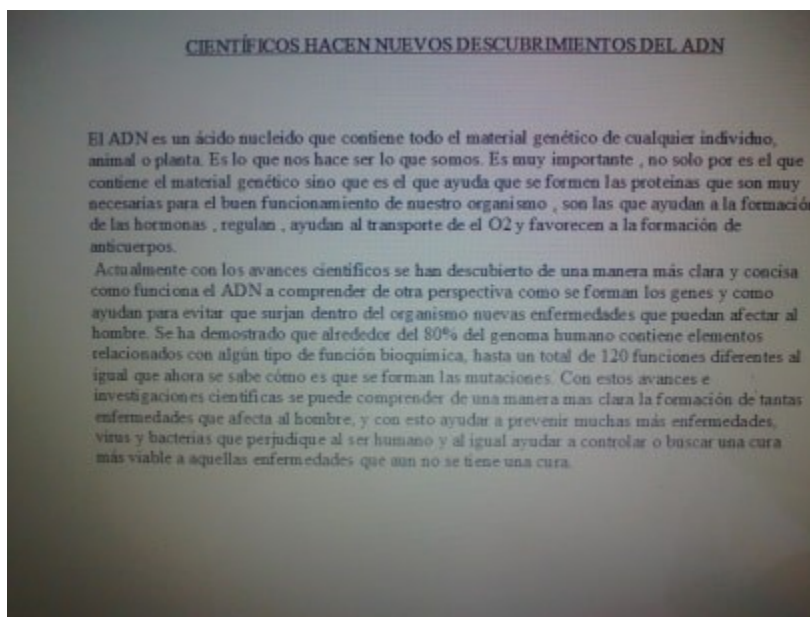 CIENTÍFICOS HACEN NUEVOS DESCUBRIMIENTOS DEL ADN
El ADN es un ácido nucleido que contiene todo el material genético de cualquier individuo,
animal o planta. Es lo que nos hace ser lo que somos. Es muy importante , no solo por es el que
contiene el material genético sino que es el que ayuda que se formen las proteinas que son muy
necesarias para el buen funcionamiento de nuestro organismo , son las que ayudan a la formación
de las hormonas , regulan , ayudan al transporte de el O2 y favorecen a la formación de
anticuerpos.
Actualmente con los avances cientificos se han descubierto de una manera más clara y concisa
como funciona el ADN a comprender de otra perspectiva como se forman los genes y como
ayudan para evitar que surjan dentro del organismo nuevas enfermedades que puedan afectar al
hombre. Se ha demostrado que alrededor del 80% del genoma humano contiene elementos
relacionados con algún tipo de función bioquímica, hasta un total de 120 funciones diferentes al
igual que ahora se sabe cómo es que se forman las mutaciones. Con estos avances e
investigaciones cientificas se puede comprender de una manera mas clara la formación de tantas
enfermedades que afecta al hombre, y con esto ayudar a prevenir muchas más enfermedades,
virus y bacterias que perjudique al ser humano y al igual ayudar a controlar o buscar una cura
más viable a aquellas enfermedades que aun no se tiene una cura.